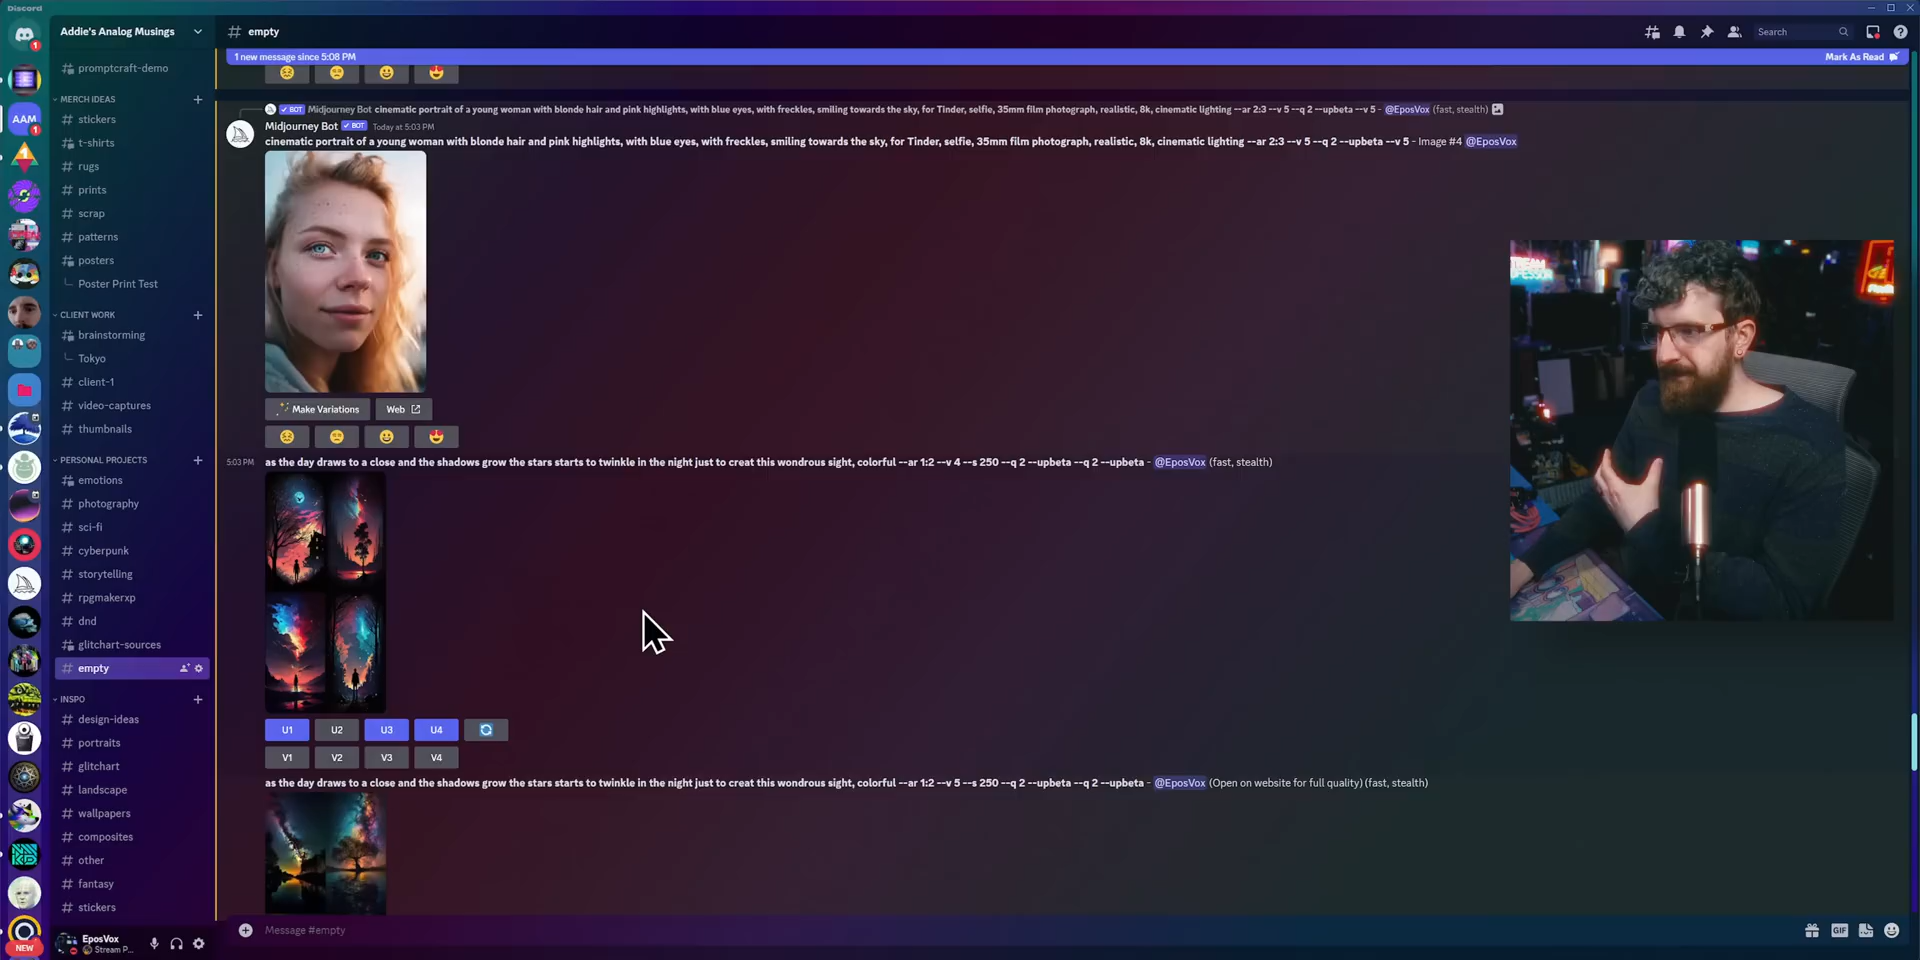 Discord
Addie's Analog Musings
empty
Search
1 new message since 5:08 PM
Mark As Read
promptcraft-demo
MERCH IDEAS
stickers
t-shirts
rugs
prints
scrap
patterns
posters
Poster Print Test
CLIENT WORK
brainstorming
Tokyo
client-1
video-captures
thumbnails
PERSONAL PROJECTS
emotions
photography
sci-fi
cyberpunk
storytelling
rpgmakerxp
dnd
glitchart-sources
empty
INSPO
design-ideas
portraits
glitchart
landscape
wallpapers
composites
other
fantasy
stickers
AAM
1
1
NEW
EposVox
Stream P...
BOT Midjourney Bot cinematic portrait of a young woman with blonde hair and pink highlights, with blue eyes, with freckles, smiling towards the sky, for Tinder, selfie, 35mm film photograph, realistic, 8k, cinematic lighting --ar 2:3 --v 5 --q 2 --upbeta --v 5 - @EposVox (fast, stealth)
Midjourney Bot BOT Today at 5:03 PM
cinematic portrait of a young woman with blonde hair and pink highlights, with blue eyes, with freckles, smiling towards the sky, for Tinder, selfie, 35mm film photograph, realistic, 8k, cinematic lighting --ar 2:3 --v 5 --q 2 --upbeta --v 5 - Image #4 @EposVox
Make Variations
Web
5:03 PM
as the day draws to a close and the shadows grow the stars starts to twinkle in the night just to creat this wondrous sight, colorful --ar 1:2 --v 4 --s 250 --q 2 --upbeta --q 2 --upbeta - @EposVox (fast, stealth)
U1 U2 U3 U4
V1 V2 V3 V4
as the day draws to a close and the shadows grow the stars starts to twinkle in the night just to creat this wondrous sight, colorful --ar 1:2 --v 5 --s 250 --q 2 --upbeta --q 2 --upbeta - @EposVox (Open on website for full quality) (fast, stealth)
Message #empty
GIF
STREAM